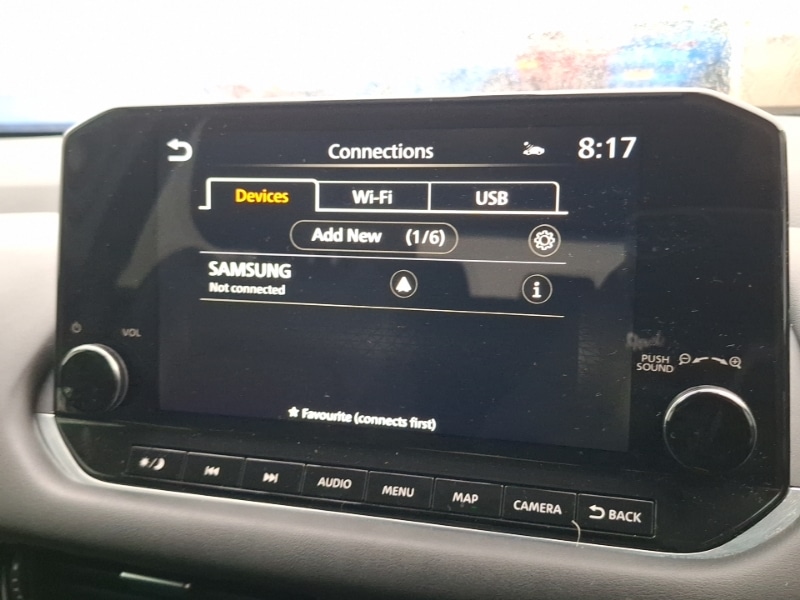 Connections
8:17
Devices
Wi-Fi
USB
Add New (1/6)
SAMSUNG
Not connected
i
VOL
PUSH
SOUND
Favourite (connects first)
AUDIO
MENU
MAP
CAMERA
BACK